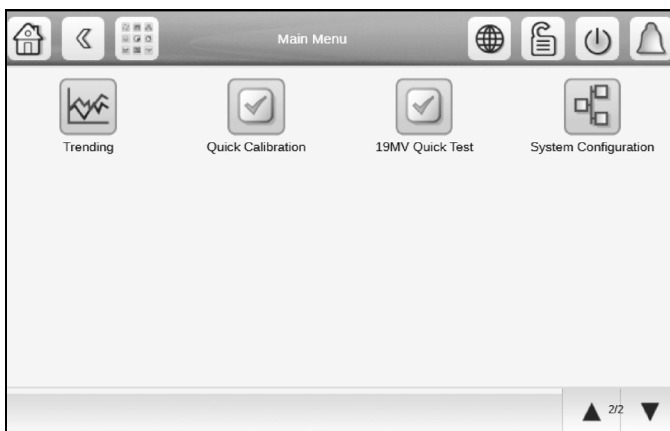 Main Menu
Trending
Quick Calibration
19MV Quick Test
System Configuration
2/2